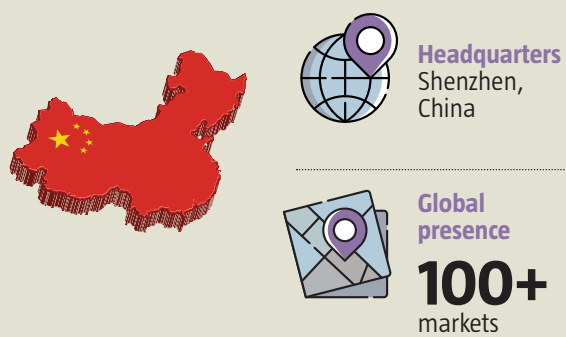 Headquarters
Shenzhen,
China
Global
presence
100+
markets